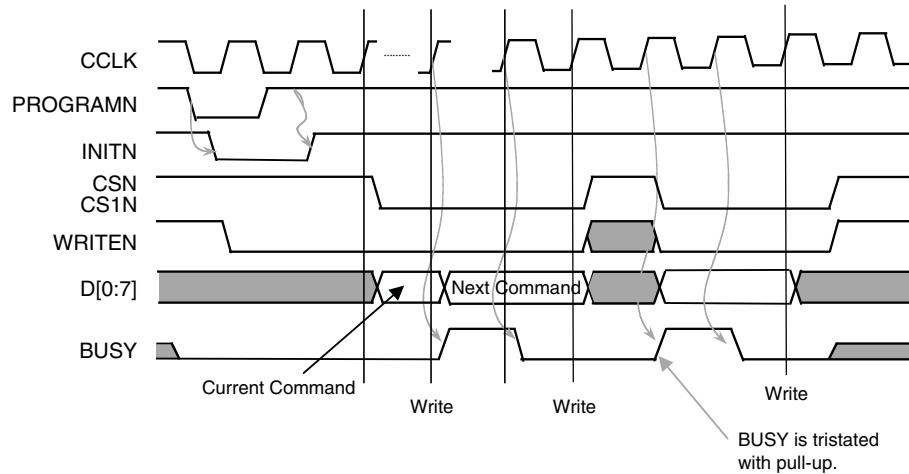 CCLK
PROGRAMN
INITN
CSN
CS1N
WRITEN
D[0:7]
Next Command
BUSY
Current Command
Write
Write
Write
BUSY is tristated
with pull-up.